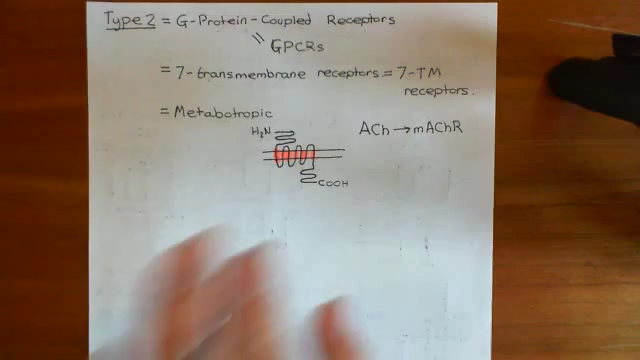 Type 2 = G-Protein-Coupled Receptors
= GPCRs
= 7-transmembrane receptors = 7-TM
receptors.
= Metabotropic
ACh → mAChR
H₂N
COOH